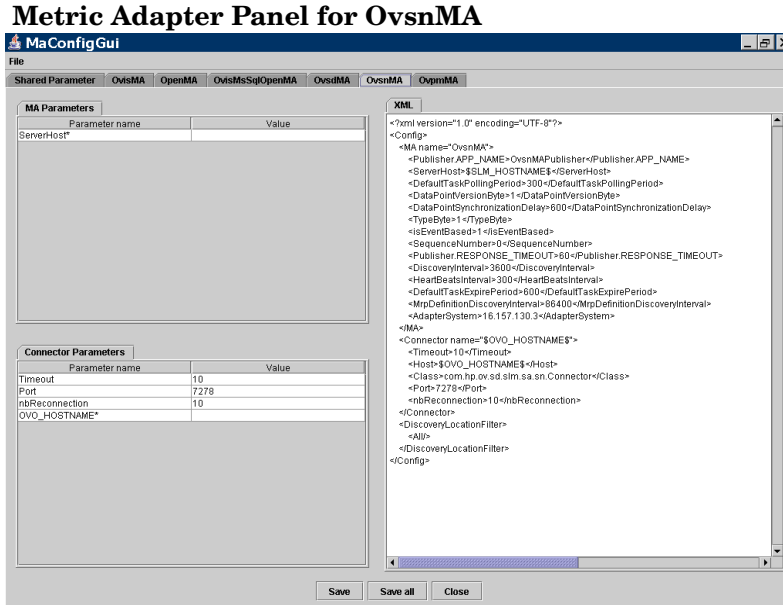 Metric Adapter Panel for OvsnMA
MaConfigGui
File
Shared Parameter OvisMA OpenMA OvisMsSqlOpenMA OvsdMA OvsnMA OvpmMA
MA Parameters
Parameter name Value
ServerHost*
Connector Parameters
Parameter name Value
Timeout 10
Port 7278
nbReconnection 10
OVO_HOSTNAME*
XML
<?xml version="1.0" encoding="UTF-8"?>
<Config>
<MA name="OvsnMA">
<Publisher.APP_NAME>OvsnMAPublisher</Publisher.APP_NAME>
<ServerHost>$SLM_HOSTNAME$</ServerHost>
<DefaultTaskPollingPeriod>300</DefaultTaskPollingPeriod>
<DataPointVersionByte>1</DataPointVersionByte>
<DataPointSynchronizationDelay>600</DataPointSynchronizationDelay>
<TypeByte>1</TypeByte>
<isEventBased>1</isEventBased>
<SequenceNumber>0</SequenceNumber>
<Publisher.RESPONSE_TIMEOUT>60</Publisher.RESPONSE_TIMEOUT>
<DiscoveryInterval>3600</DiscoveryInterval>
<HeartBeatsInterval>300</HeartBeatsInterval>
<DefaultTaskExpirePeriod>600</DefaultTaskExpirePeriod>
<MrpDefinitionDiscoveryInterval>86400</MrpDefinitionDiscoveryInterval>
<AdapterSystem>16.157.130.3</AdapterSystem>
</MA>
<Connector name="$OVO_HOSTNAME$">
<Timeout>10</Timeout>
<Host>$OVO_HOSTNAME$</Host>
<Class>com.hp.ov.sd.slm.sa.sn.Connector</Class>
<Port>7278</Port>
<nbReconnection>10</nbReconnection>
</Connector>
<DiscoveryLocationFilter>
<All/>
</DiscoveryLocationFilter>
</Config>
Save Save all Close